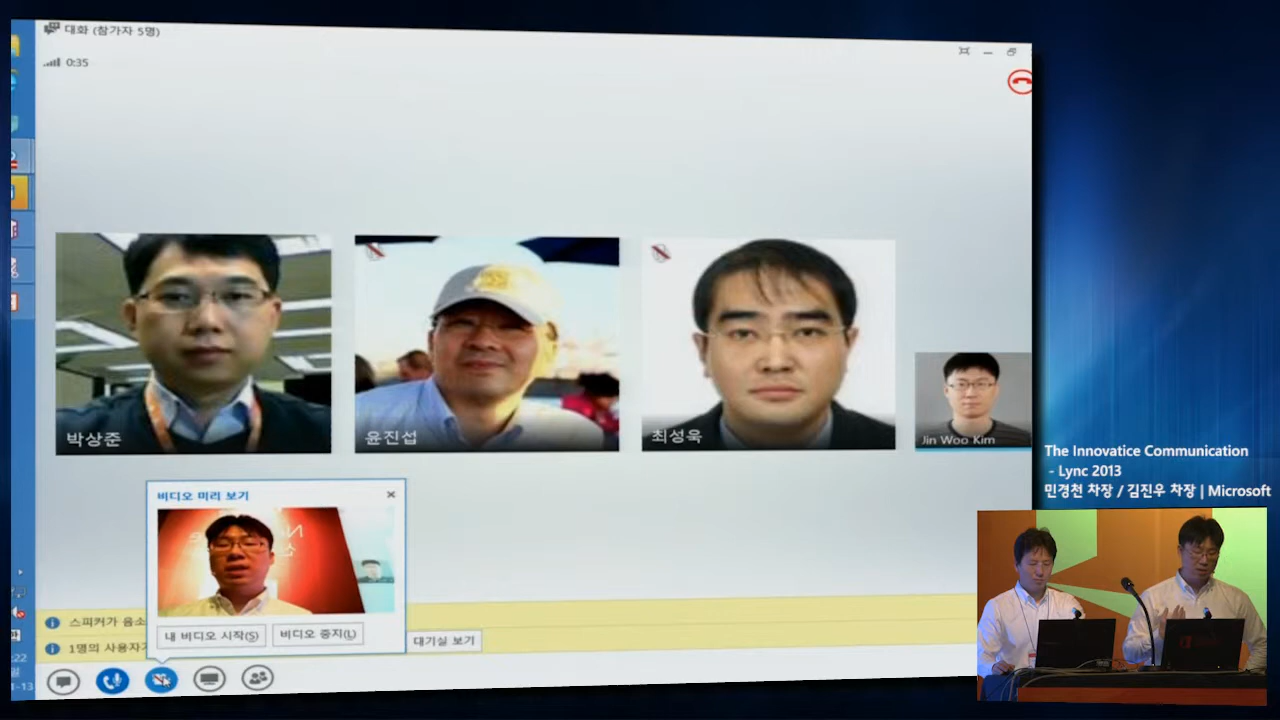 대화 (참가자 5명)
0:35
박상준
윤진섭
최성욱
Jin Woo Kim
The Innovatice Communication
- Lync 2013
민경천 차장 / 김진우 차장 | Microsoft
비디오 미리 보기
내 비디오 시작(S)
비디오 중지(L)
스피커가 음소
1명의 사용자가
대기실 보기